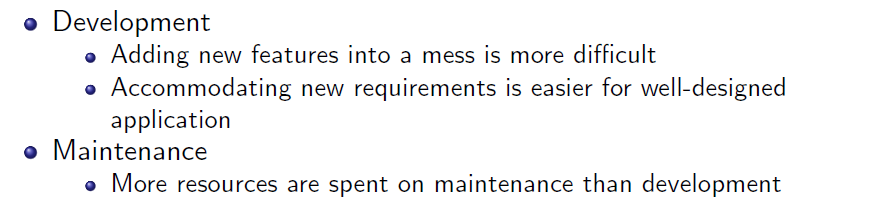 Development
Adding new features into a mess is more difficult
Accommodating new requirements is easier for well-designed
application
Maintenance
More resources are spent on maintenance than development